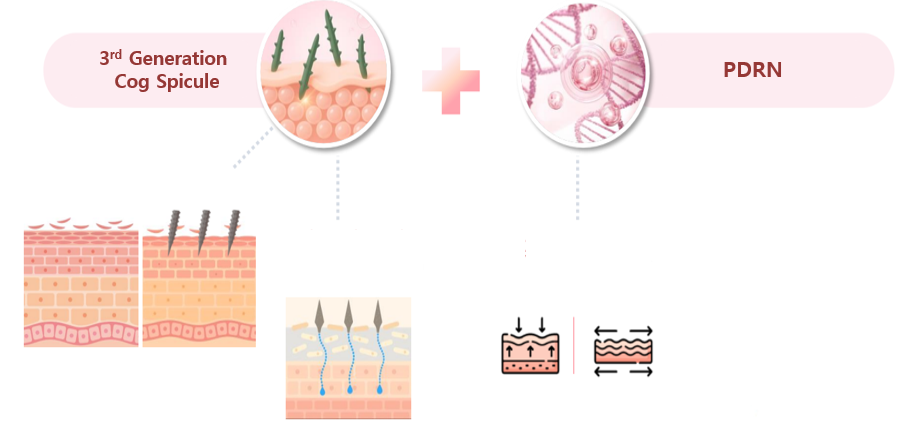 3rd Generation
Cog Spicule
PDRN